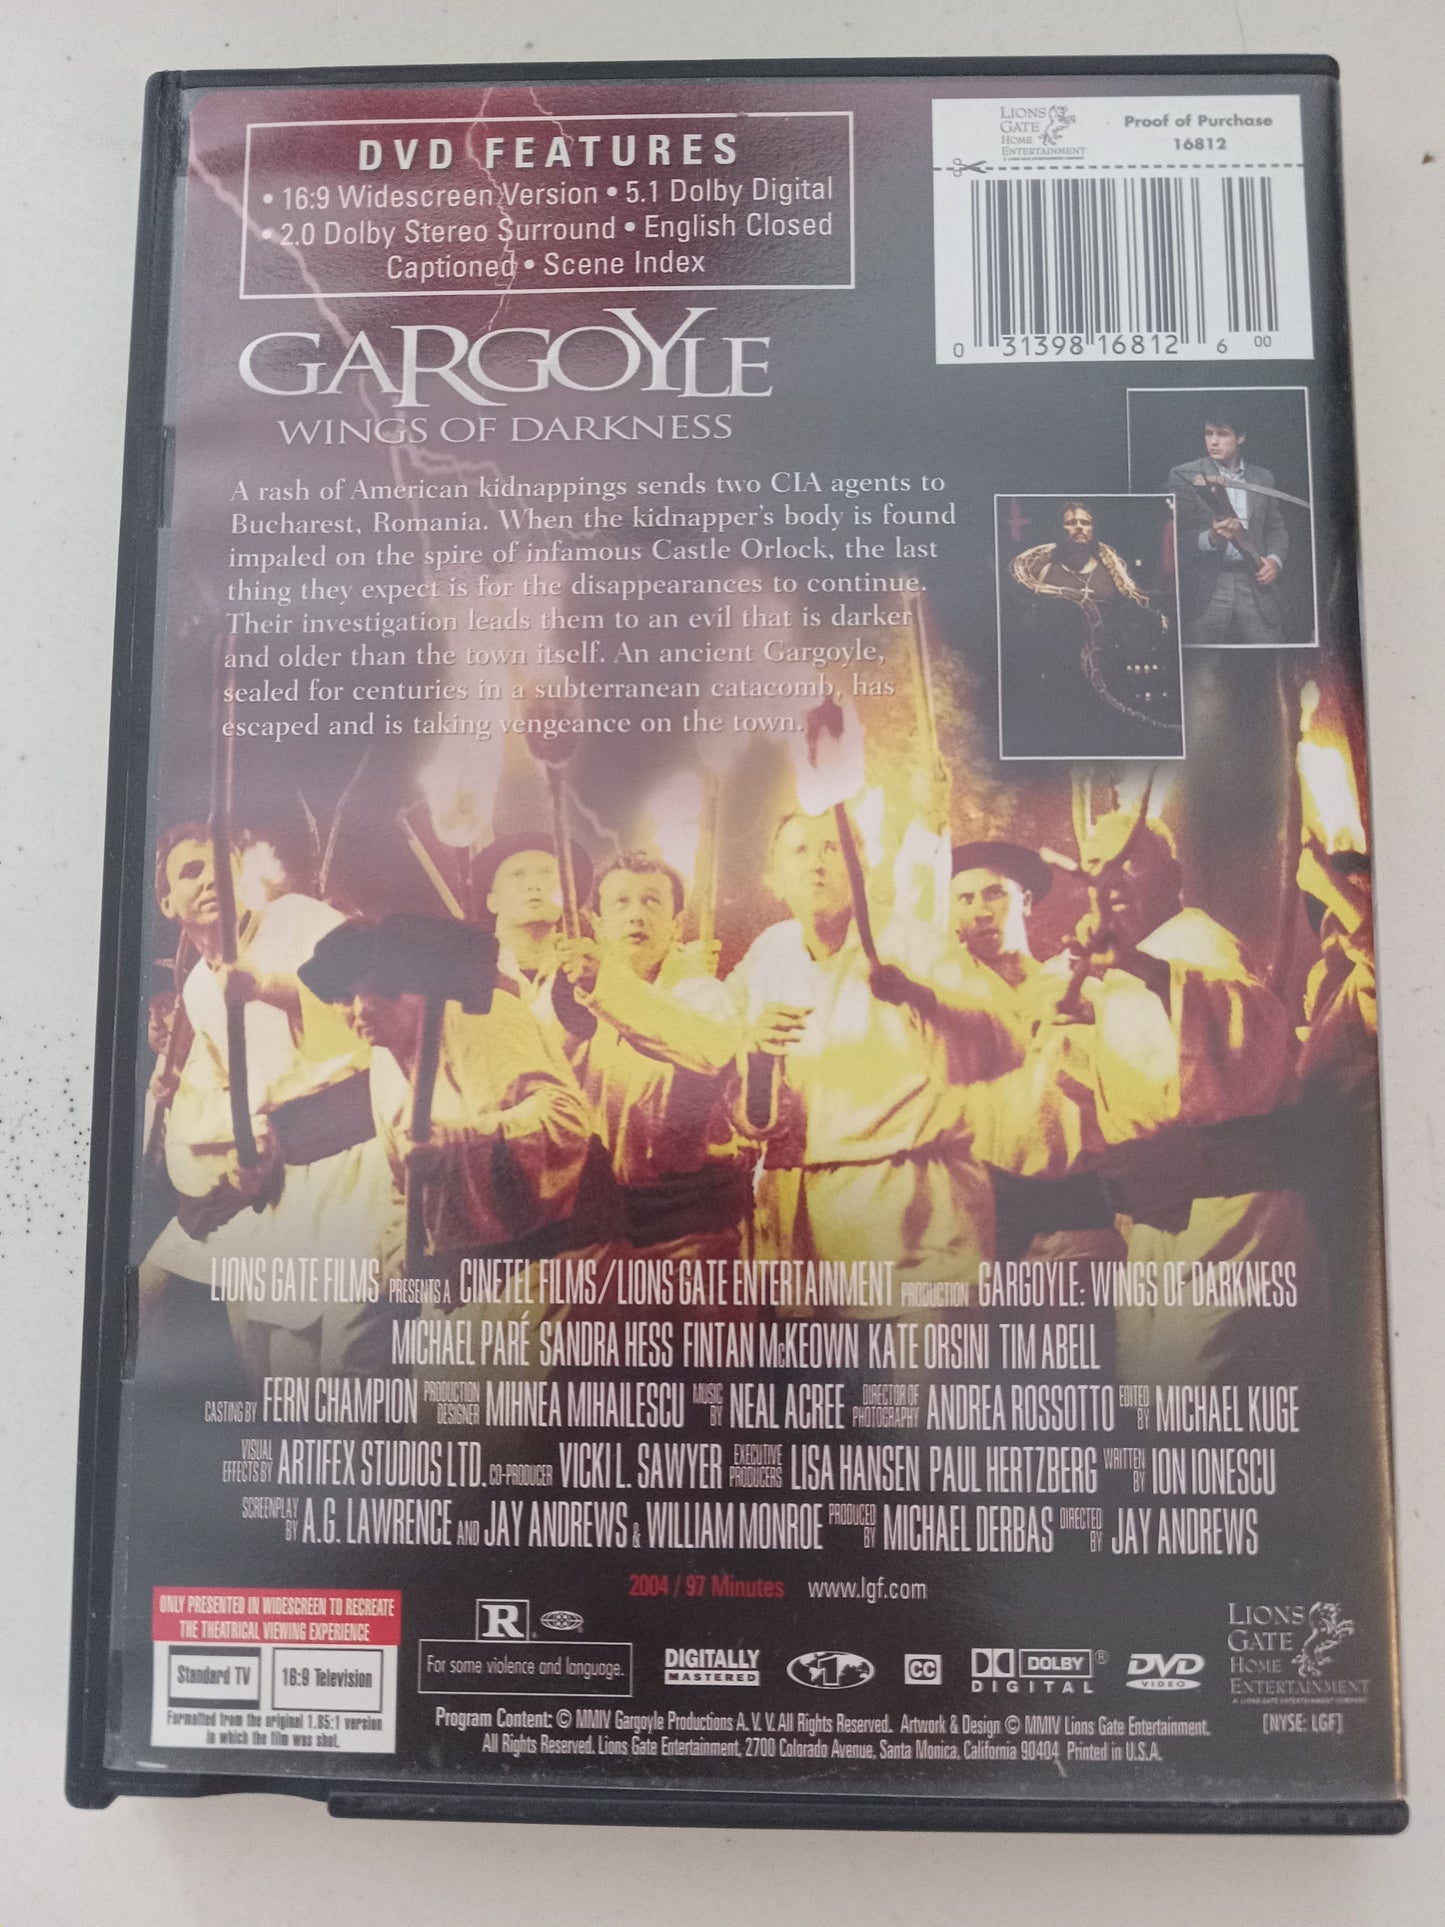 DVD FEATURES
• 16:9 Widescreen Version • 5.1 Dolby Digital
• 2.0 Dolby Stereo Surround • English Closed
Captioned • Scene Index
LIONS
GATE
HOME
ENTERTAINMENT
A LIONS GATE ENTERTAINMENT COMPANY
Proof of Purchase
16812
0 31398 16812 6 00
GARGOYLE
WINGS OF DARKNESS
A rash of American kidnappings sends two CIA agents to
Bucharest, Romania. When the kidnapper's body is found
impaled on the spire of infamous Castle Orlock, the last
thing they expect is for the disappearances to continue.
Their investigation leads them to an evil that is darker
and older than the town itself. An ancient Gargoyle,
sealed for centuries in a subterranean catacomb, has
escaped and is taking vengeance on the town.
LIONS GATE FILMS PRESENTS A CINETEL FILMS/LIONS GATE ENTERTAINMENT PRODUCTION GARGOYLE: WINGS OF DARKNESS
MICHAEL PARÉ SANDRA HESS FINTAN McKEOWN KATE ORSINI TIM ABELL
CASTING BY FERN CHAMPION PRODUCTION DESIGNER MIHNEA MIHAILESCU MUSIC BY NEAL ACREE DIRECTOR OF PHOTOGRAPHY ANDREA ROSSOTTO EDITED BY MICHAEL KUGE
VISUAL EFFECTS BY ARTIFEX STUDIOS LTD. CO-PRODUCER VICKI L. SAWYER EXECUTIVE PRODUCERS LISA HANSEN PAUL HERTZBERG WRITTEN BY ION IONESCU
SCREENPLAY BY A.G. LAWRENCE AND JAY ANDREWS & WILLIAM MONROE PRODUCED BY MICHAEL DERBAS DIRECTED BY JAY ANDREWS
2004 / 97 Minutes www.lgf.com
ONLY PRESENTED IN WIDESCREEN TO RECREATE
THE THEATRICAL VIEWING EXPERIENCE
Standard TV
16:9 Television
Formatted from the original 1.85:1 version
in which the film was shot.
R
For some violence and language.
DIGITALLY
MASTERED
1
CC
DOLBY ®
DIGITAL
DVD
VIDEO
LIONS
GATE
HOME
ENTERTAINMENT
A LIONS GATE ENTERTAINMENT COMPANY
[NYSE: LGF]
Program Content: © MMIV Gargoyle Productions A. V. V. All Rights Reserved. Artwork & Design © MMIV Lions Gate Entertainment.
All Rights Reserved. Lions Gate Entertainment, 2700 Colorado Avenue, Santa Monica, California 90404 Printed in U.S.A.